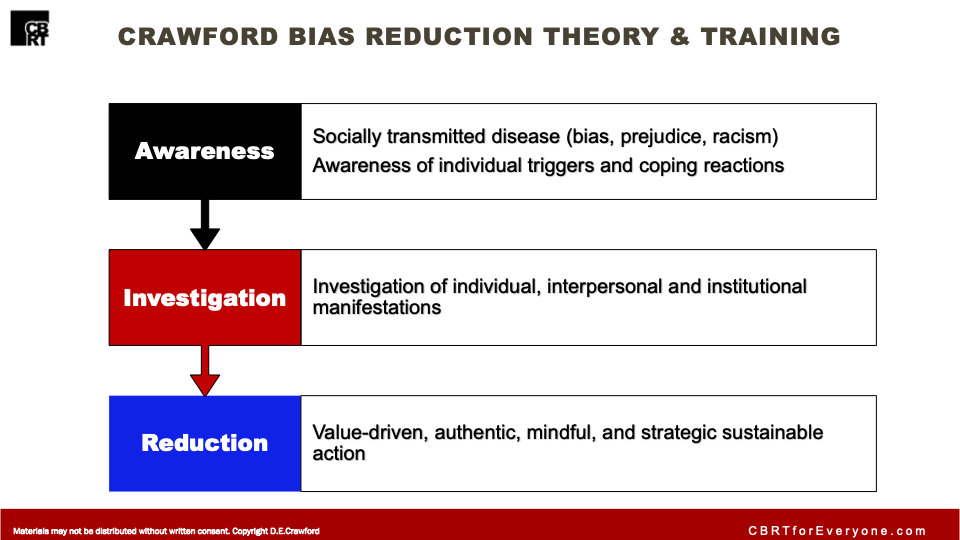 CB
RT
CRAWFORD BIAS REDUCTION THEORY & TRAINING
Awareness
Socially transmitted disease (bias, prejudice, racism)
Awareness of individual triggers and coping reactions
Investigation
Investigation of individual, interpersonal and institutional
manifestations
Reduction
Value-driven, authentic, mindful, and strategic sustainable
action
Materials may not be distributed without written consent. Copyright D.E.Crawford
CBRTforEveryone.com